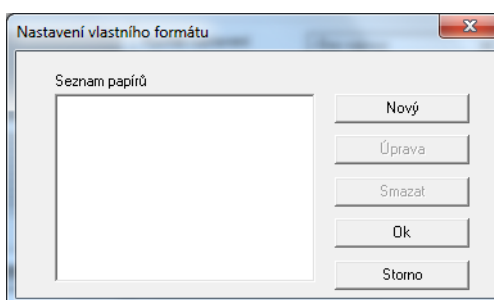 Nastavení vlastního formátu
Seznam papírů
Nový
Úprava
Smazat
Ok
Storno